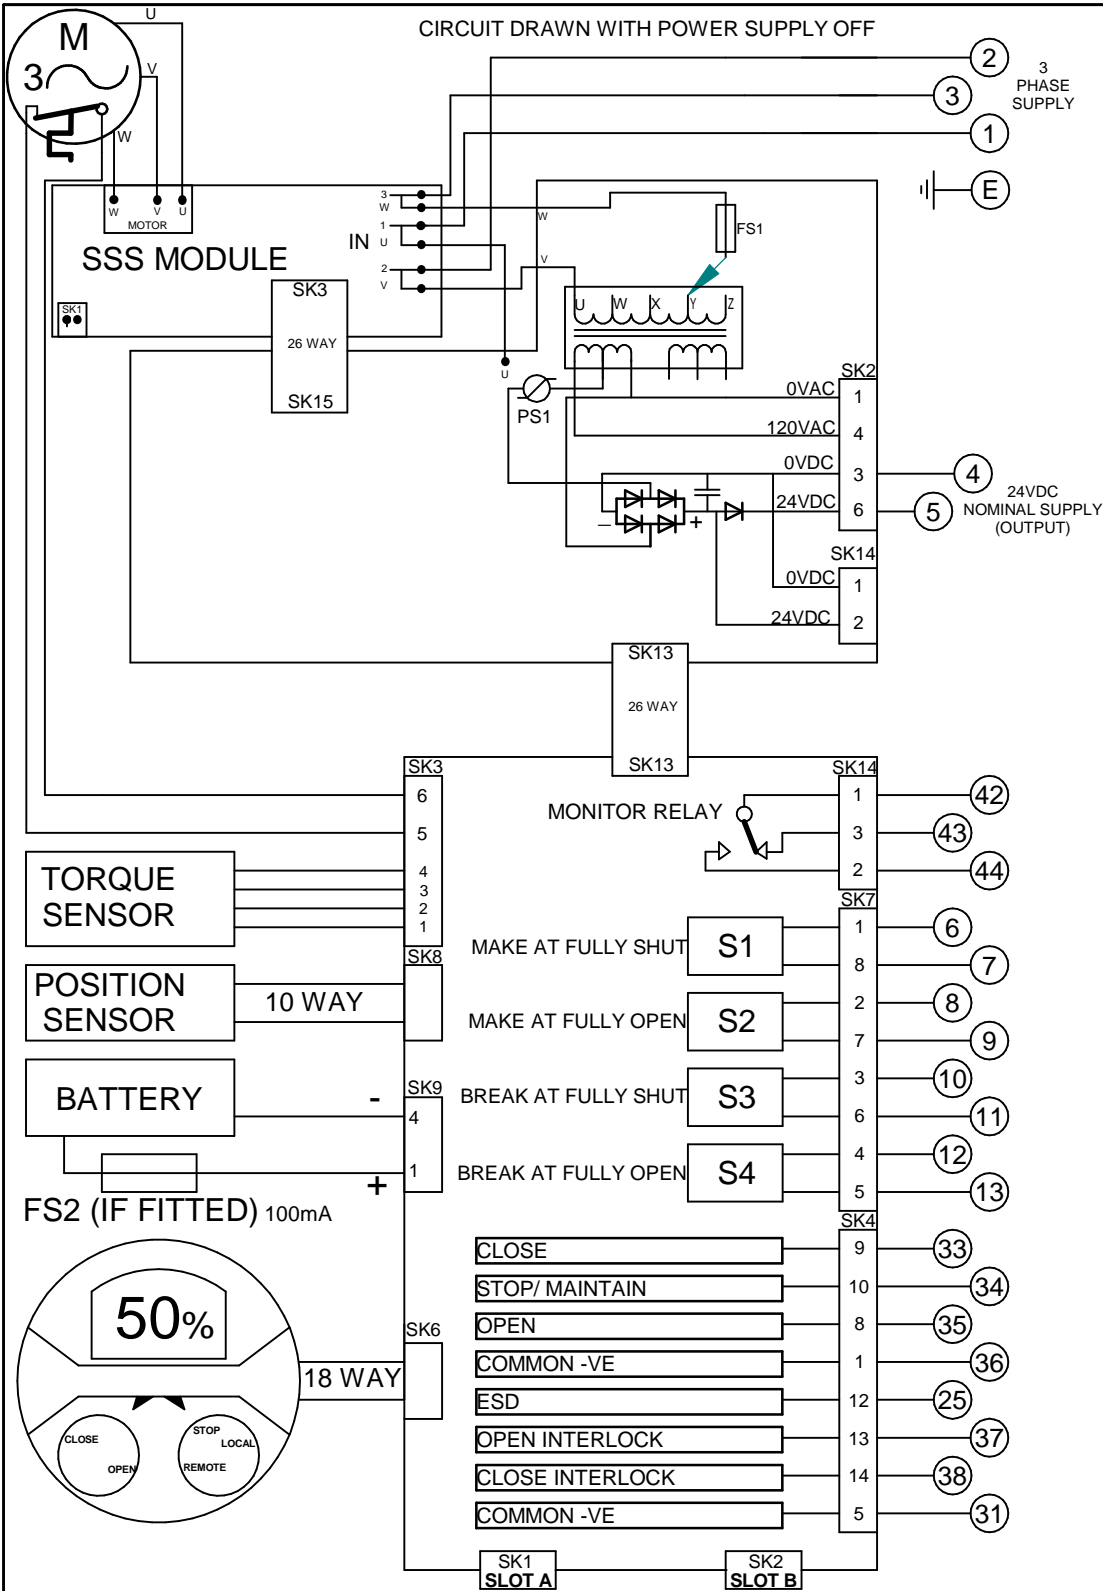 CIRCUIT DRAWN WITH POWER SUPPLY OFF
U
M
3
V
W
2
3
PHASE
SUPPLY
3
1
E
W
V
U
MOTOR
SSS MODULE
IN
3
W
1
U
2
V
W
V
FS1
SK1
SK3
26 WAY
SK15
U
W
X
Y
Z
U
PS1
SK2
0VAC
1
120VAC
4
0VDC
3
4
24VDC
6
5
24VDC
NOMINAL SUPPLY
(OUTPUT)
–
+
SK14
0VDC
1
24VDC
2
SK13
26 WAY
SK13
SK3
6
5
4
3
2
1
TORQUE
SENSOR
MONITOR RELAY
SK14
1
42
3
43
2
44
POSITION
SENSOR
10 WAY
SK8
BATTERY
-
SK9
4
1
+
FS2 (IF FITTED) 100mA
SK7
MAKE AT FULLY SHUT
S1
1
6
8
7
MAKE AT FULLY OPEN
S2
2
8
7
9
BREAK AT FULLY SHUT
S3
3
10
6
11
BREAK AT FULLY OPEN
S4
4
12
5
13
50%
CLOSE
OPEN
STOP
LOCAL
REMOTE
18 WAY
SK6
SK4
CLOSE
9
33
STOP/ MAINTAIN
10
34
OPEN
8
35
COMMON -VE
1
36
ESD
12
25
OPEN INTERLOCK
13
37
CLOSE INTERLOCK
14
38
COMMON -VE
5
31
SK1
SLOT A
SK2
SLOT B